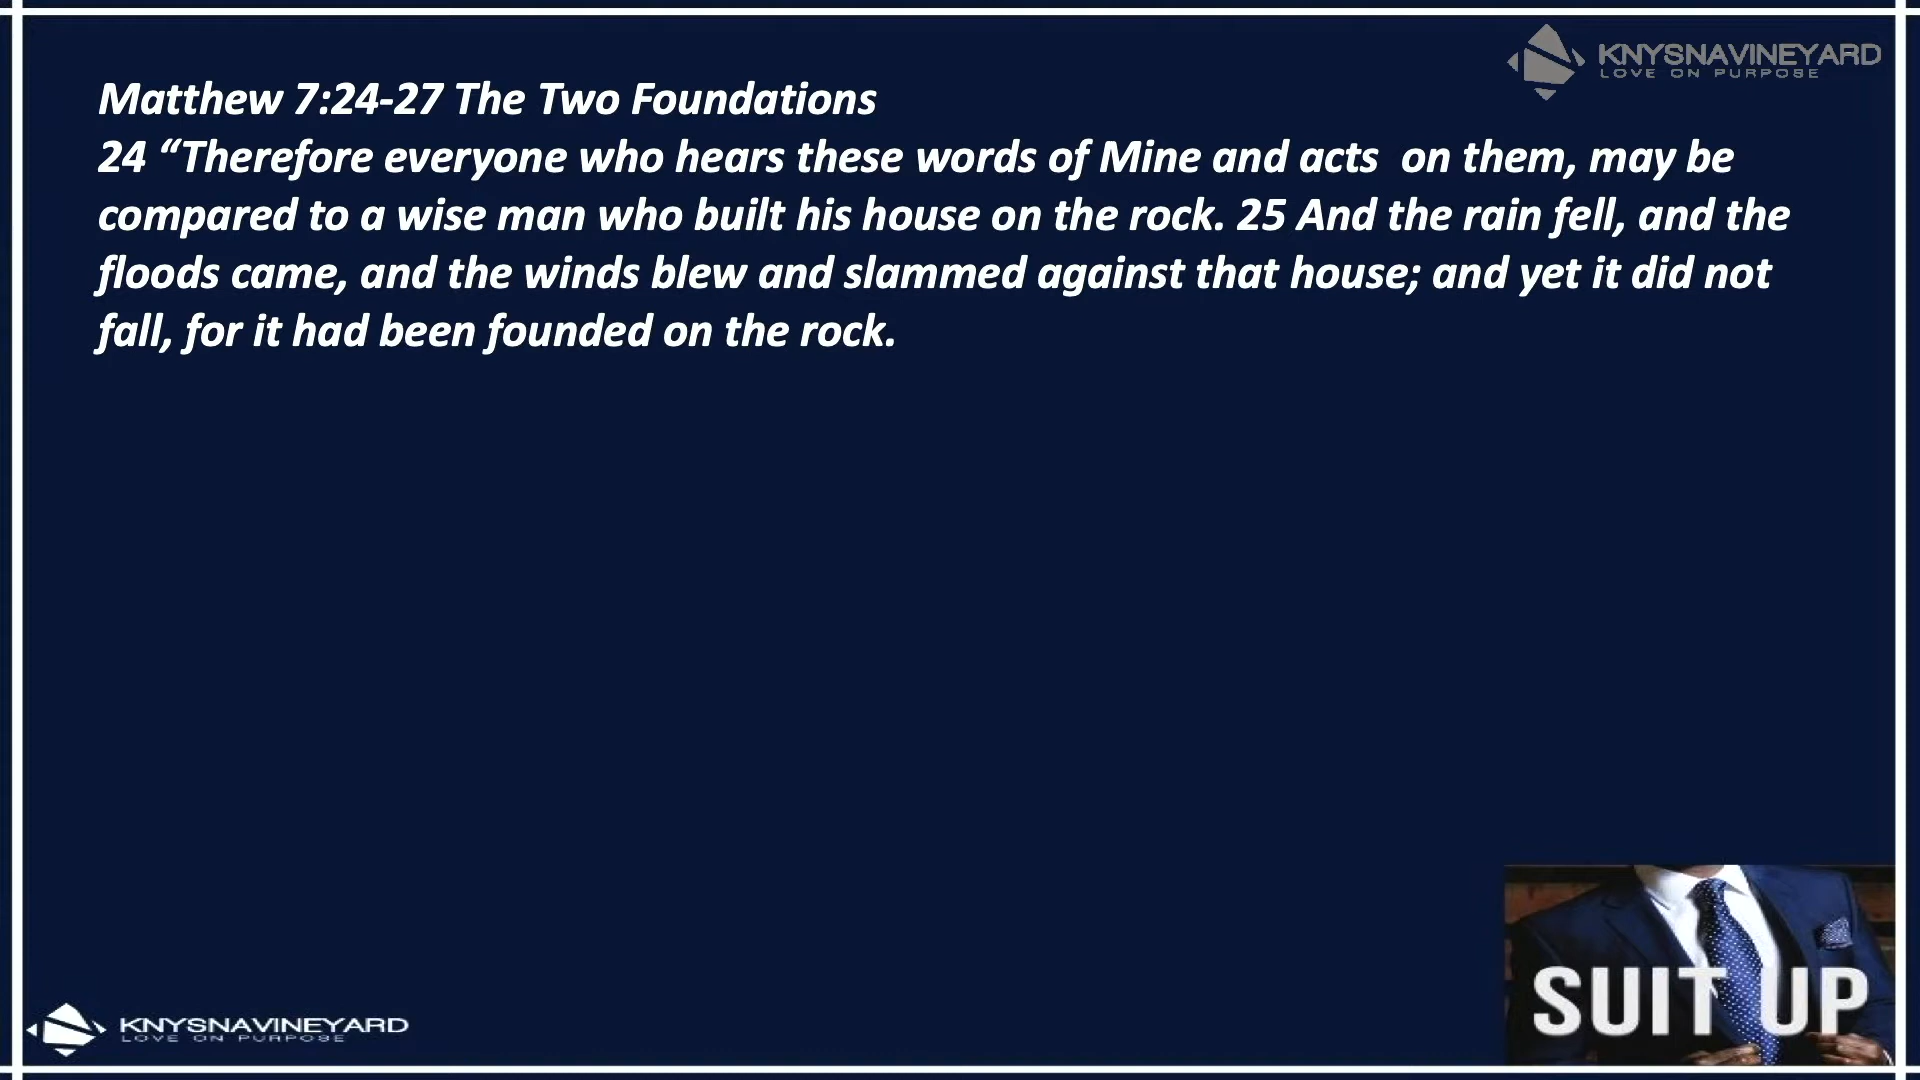 KNYSNAVINEYARD
LOVE ON PURPOSE
Matthew 7:24-27 The Two Foundations
24 “Therefore everyone who hears these words of Mine and acts  on them, may be
compared to a wise man who built his house on the rock. 25 And the rain fell, and the
floods came, and the winds blew and slammed against that house; and yet it did not
fall, for it had been founded on the rock.
SUIT UP
KNYSNAVINEYARD
LOVE ON PURPOSE